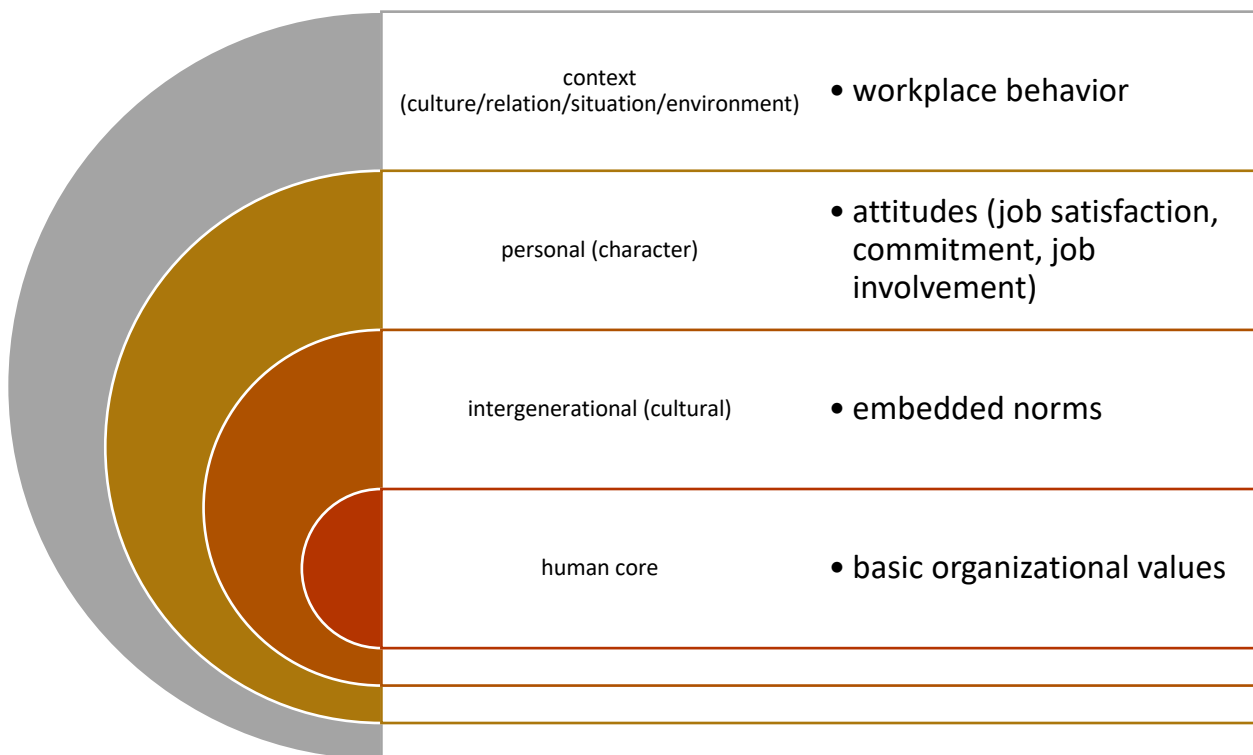 context
(culture/relation/situation/environment)
• workplace behavior
personal (character)
• attitudes (job satisfaction,
commitment, job
involvement)
intergenerational (cultural)
• embedded norms
human core
• basic organizational values